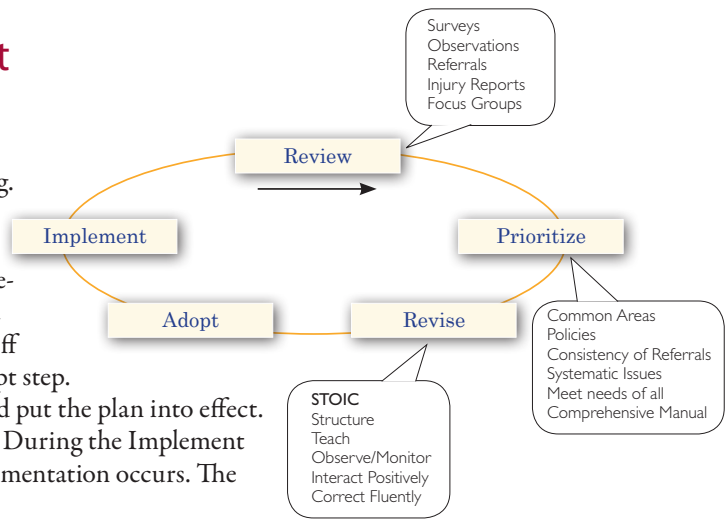 t
Surveys
Observations
Referrals
Injury Reports
Focus Groups
Review
g.
Implement
Prioritize
e-
Adopt
Revise
ff
pt step.
d put the plan into effect.
During the Implement
mentation occurs. The
Common Areas
Policies
Consistency of Referrals
Systematic Issues
Meet needs of all
Comprehensive Manual
STOIC
Structure
Teach
Observe/Monitor
Interact Positively
Correct Fluently